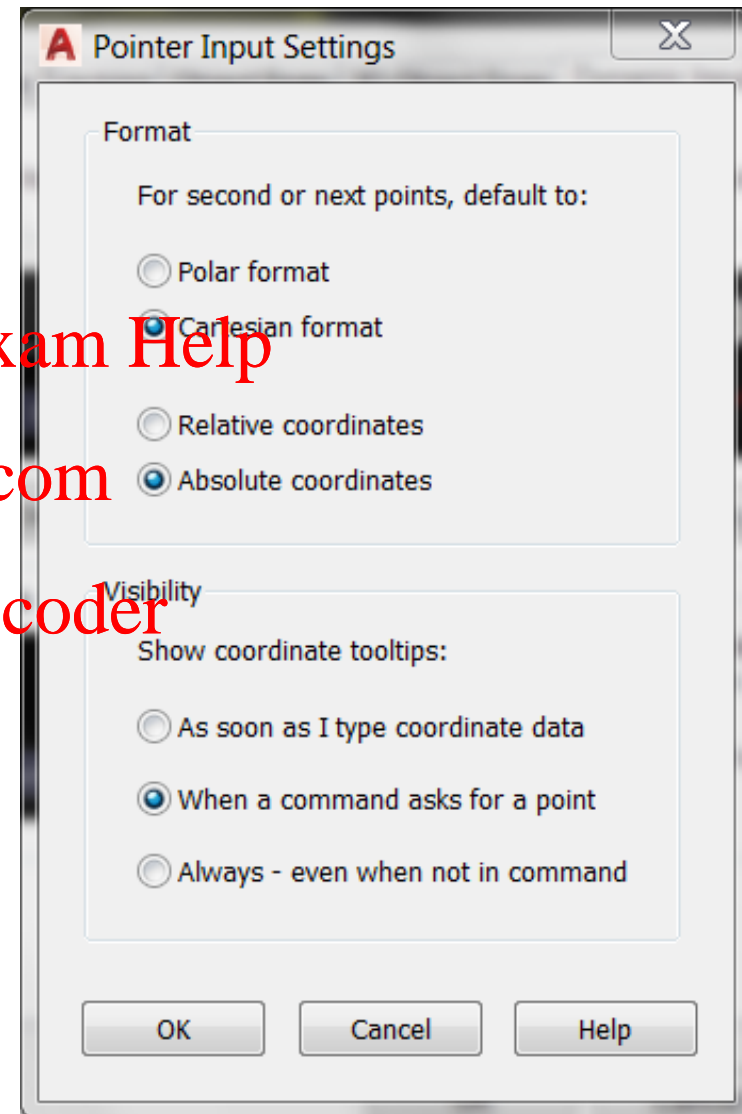 A Pointer Input Settings X
Format
For second or next points, default to:
Polar format
Cartesian format
Help
Relative coordinates
com
Absolute coordinates
Visibility
coder
Show coordinate tooltips:
As soon as I type coordinate data
When a command asks for a point
Always - even when not in command
OK Cancel Help